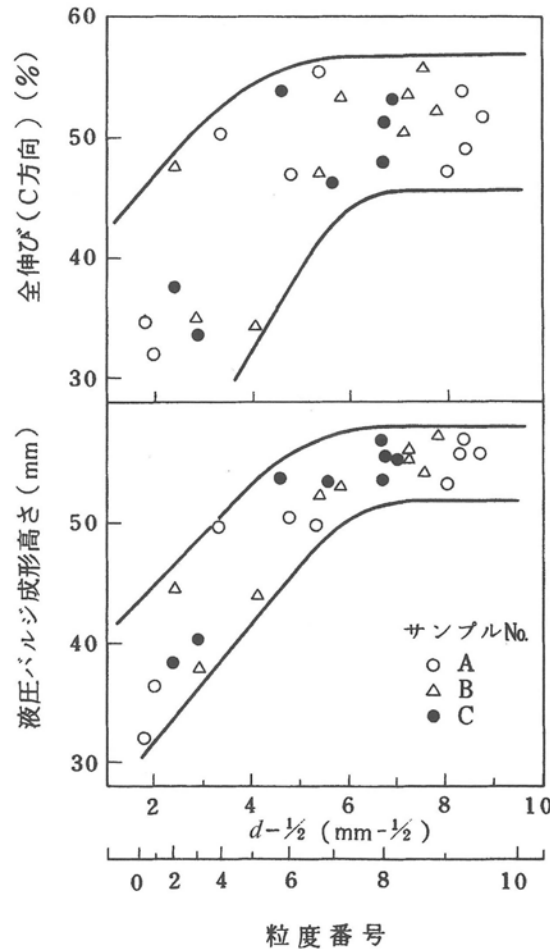 全伸び(C方向)(%)
60
50
40
30
液圧バルジ成形高さ(mm)
50
40
30
サンプルNo.
○ A
△ B
● C
2 4 6 8 10
d-½ (mm-½)
0 2 4 6 8 10
粒度番号